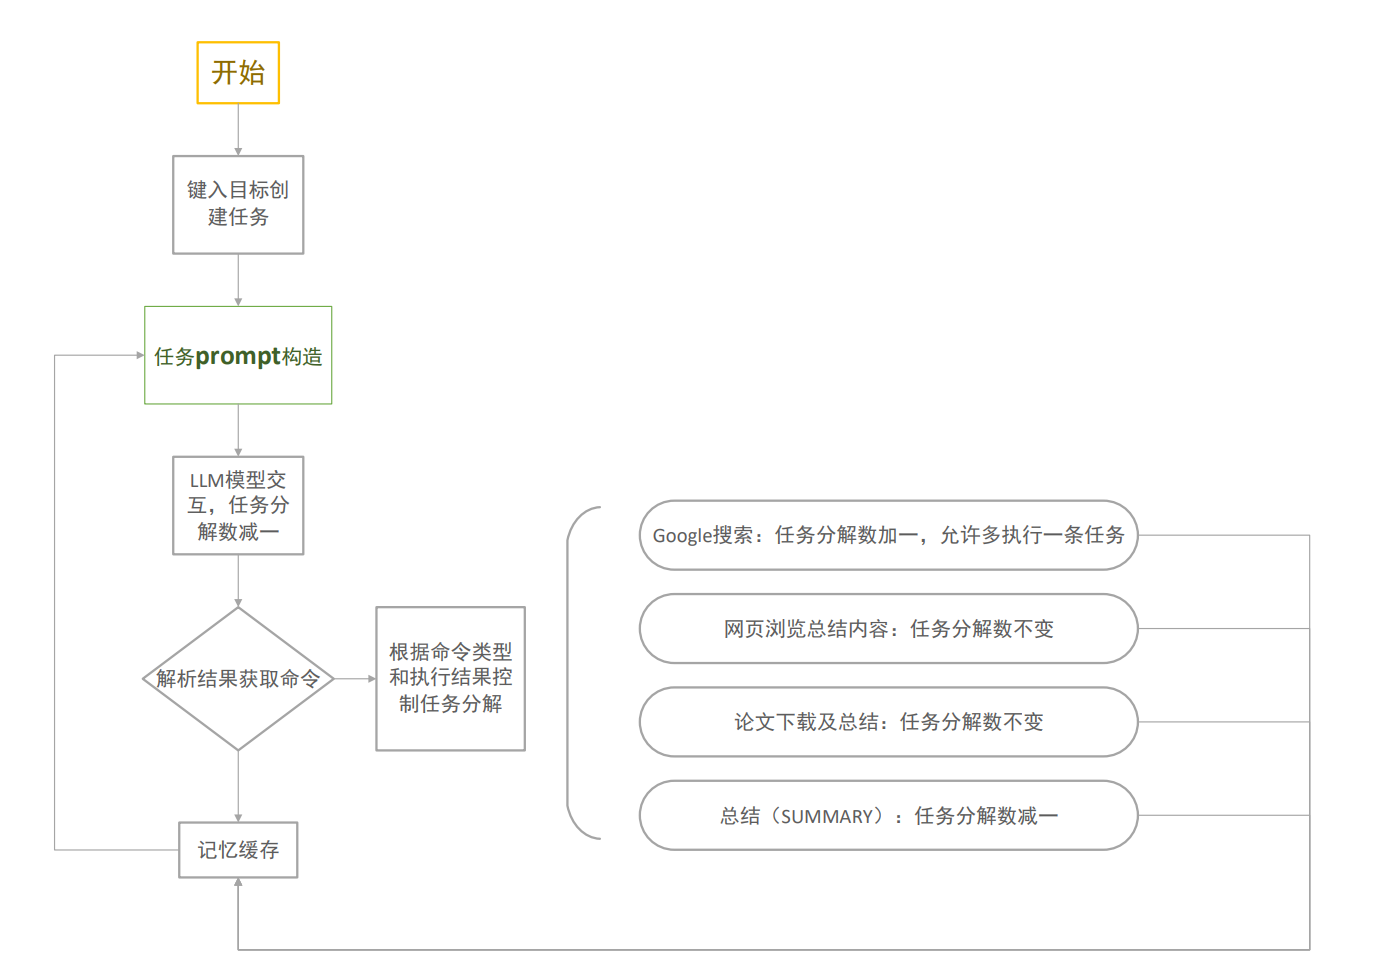 开始
键入目标创
建任务
任务prompt构造
LLM模型交
互，任务分
解数减一
解析结果获取命令
根据命令类型
和执行结果控
制任务分解
Google搜索：任务分解数加一，允许多执行一条任务
网页浏览总结内容：任务分解数不变
论文下载及总结：任务分解数不变
总结（SUMMARY）：任务分解数减一
记忆缓存